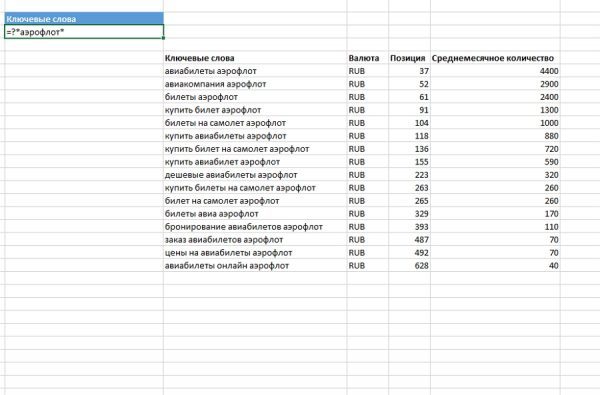 Ключевые слова
=?*аэрофлот*
Ключевые слова Валюта Позиция Среднемесячное количество
авиабилеты аэрофлот RUB 37 4400
авиакомпания аэрофлот RUB 52 2900
билеты аэрофлот RUB 61 2400
купить билет аэрофлот RUB 91 1300
билеты на самолет аэрофлот RUB 104 1000
купить авиабилеты аэрофлот RUB 118 880
купить билет на самолет аэрофлот RUB 136 720
купить авиабилет аэрофлот RUB 155 590
дешевые авиабилеты аэрофлот RUB 223 320
купить билеты на самолет аэрофлот RUB 263 260
билет на самолет аэрофлот RUB 265 260
билеты авиа аэрофлот RUB 329 170
бронирование авиабилетов аэрофлот RUB 393 110
заказ авиабилетов аэрофлот RUB 487 70
цены на авиабилеты аэрофлот RUB 492 70
авиабилеты онлайн аэрофлот RUB 628 40